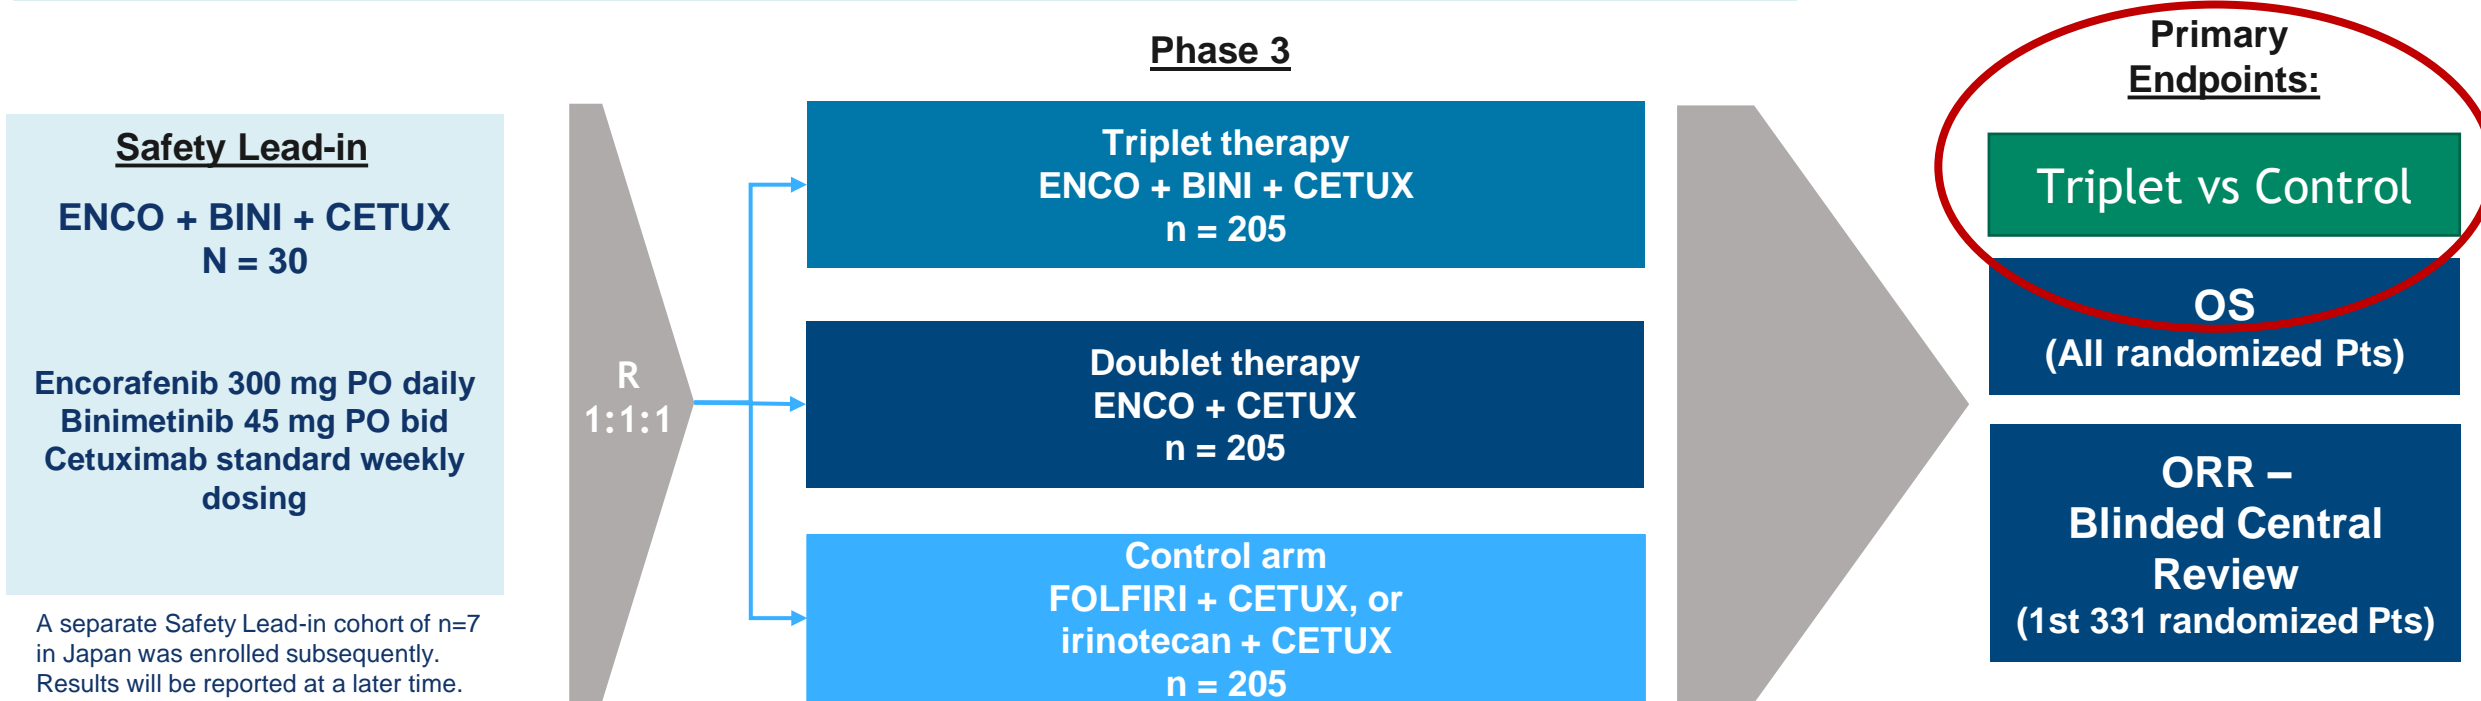 Safety Lead-in
ENCO + BINI + CETUX
N = 30
Encorafenib 300 mg PO daily
Binimetinib 45 mg PO bid
Cetuximab standard weekly
dosing
A separate Safety Lead-in cohort of n=7
in Japan was enrolled subsequently.
Results will be reported at a later time.
R
1:1:1
Phase 3
Triplet therapy
ENCO + BINI + CETUX
n = 205
Doublet therapy
ENCO + CETUX
n = 205
Control arm
FOLFIRI + CETUX, or
irinotecan + CETUX
n = 205
Primary
Endpoints:
Triplet vs Control
OS
(All randomized Pts)
ORR –
Blinded Central
Review
(1st 331 randomized Pts)